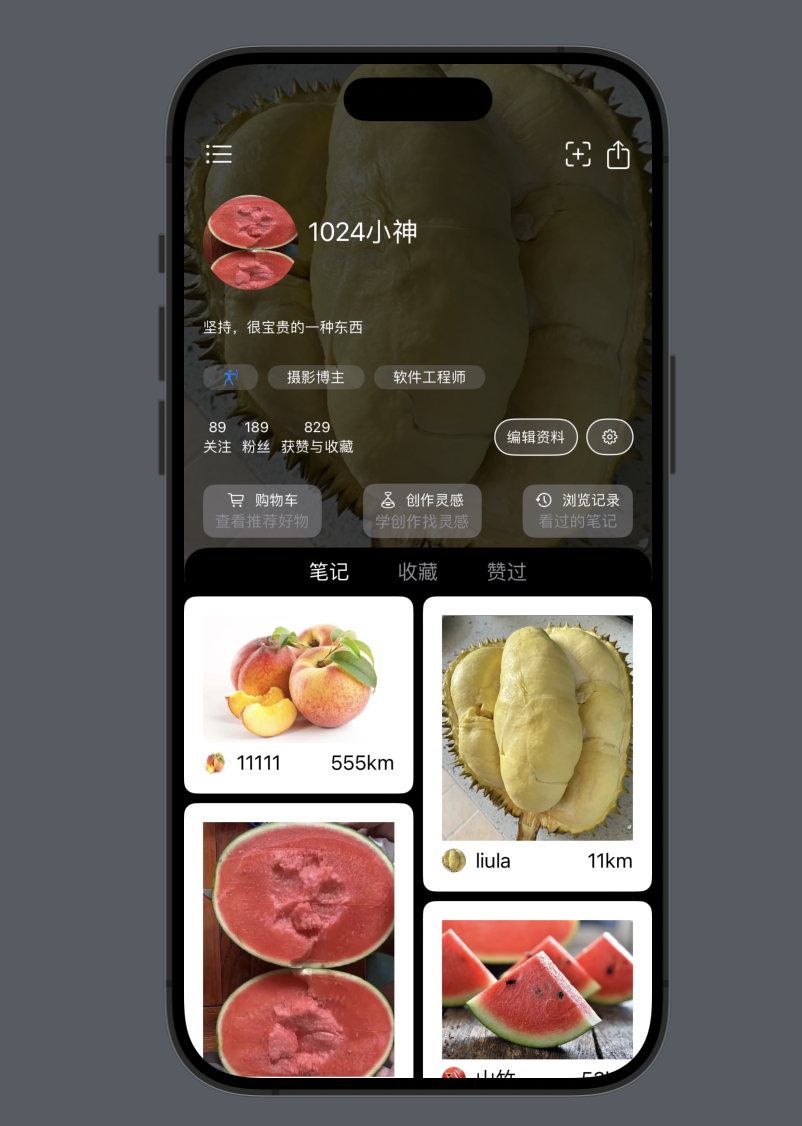 1024小神
坚持，很宝贵的一种东西
摄影博主 软件工程师
89 189 829
关注 粉丝 获赞与收藏
编辑资料
购物车 创作灵感 浏览记录
查看推荐好物 学创作找灵感 看过的笔记
笔记 收藏 赞过
11111 555km
liula 11km
山竹